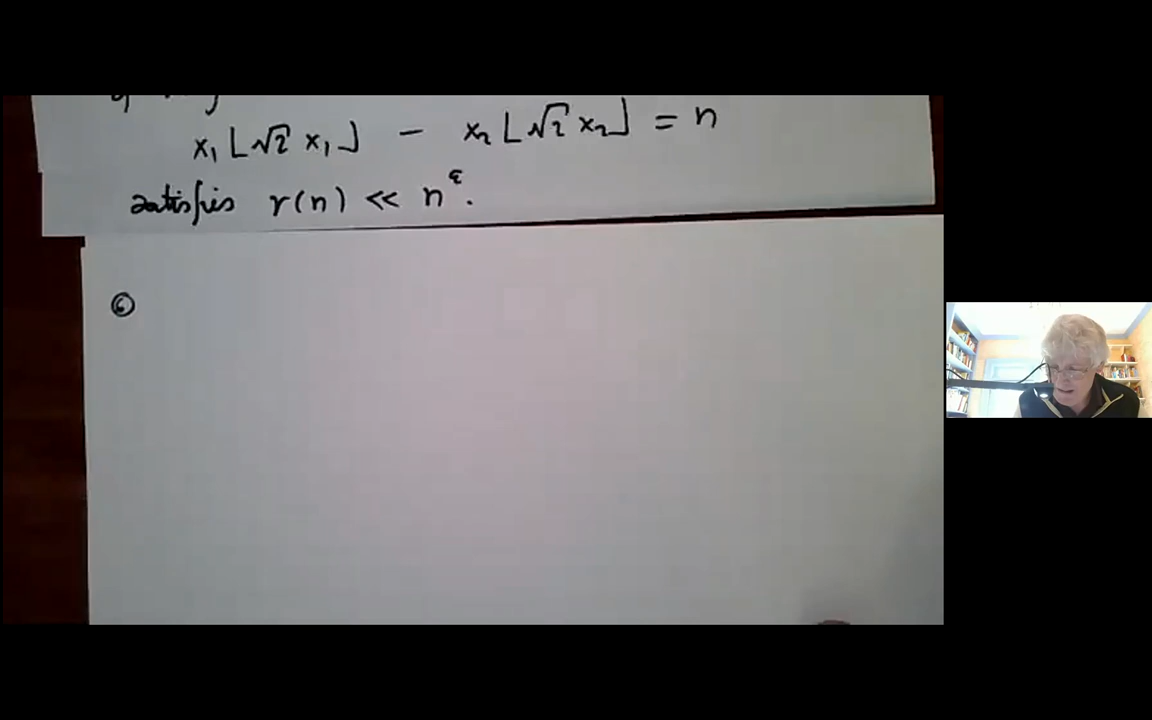 x₁ ⌊√2 x₁⌋ − x₂ ⌊√2 x₂⌋ = n
satisfies r(n) ≪ n^ε.
⑥